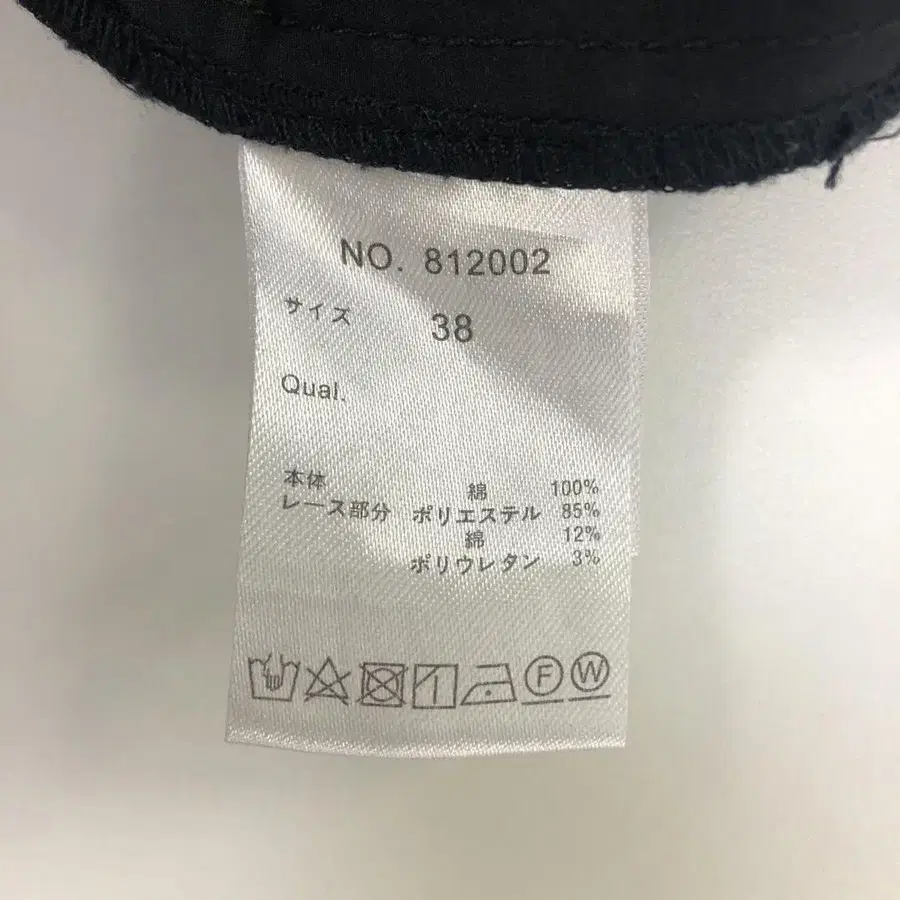 NO. 812002
サイズ 38
Qual.
本体 綿 100%
レース部分 ポリエステル 85%
綿 12%
ポリウレタン 3%
F W